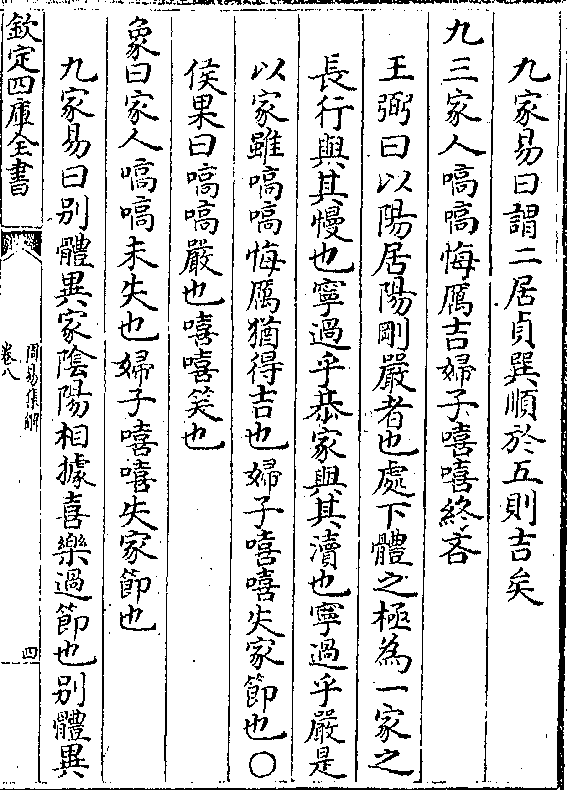 九家易曰謂二居貞巽順於五則吉矣
九三家人嗃嗃悔厲吉婦子嘻嘻終吝
王弼曰以陽居陽剛嚴者也處下體之極為一家之
長行與其慢也寧過乎恭家與其瀆也寧過乎嚴是
以家雖嗃嗃悔厲猶得吉也婦子嘻嘻失家節也○
侯果曰嗃嗃嚴也嘻嘻笑也
象曰家人嗃嗃未失也婦子嘻嘻失家節也
九家易曰別體異家陰陽相據喜樂過節也別體異
欽定四庫全書
周易集解
卷八
四